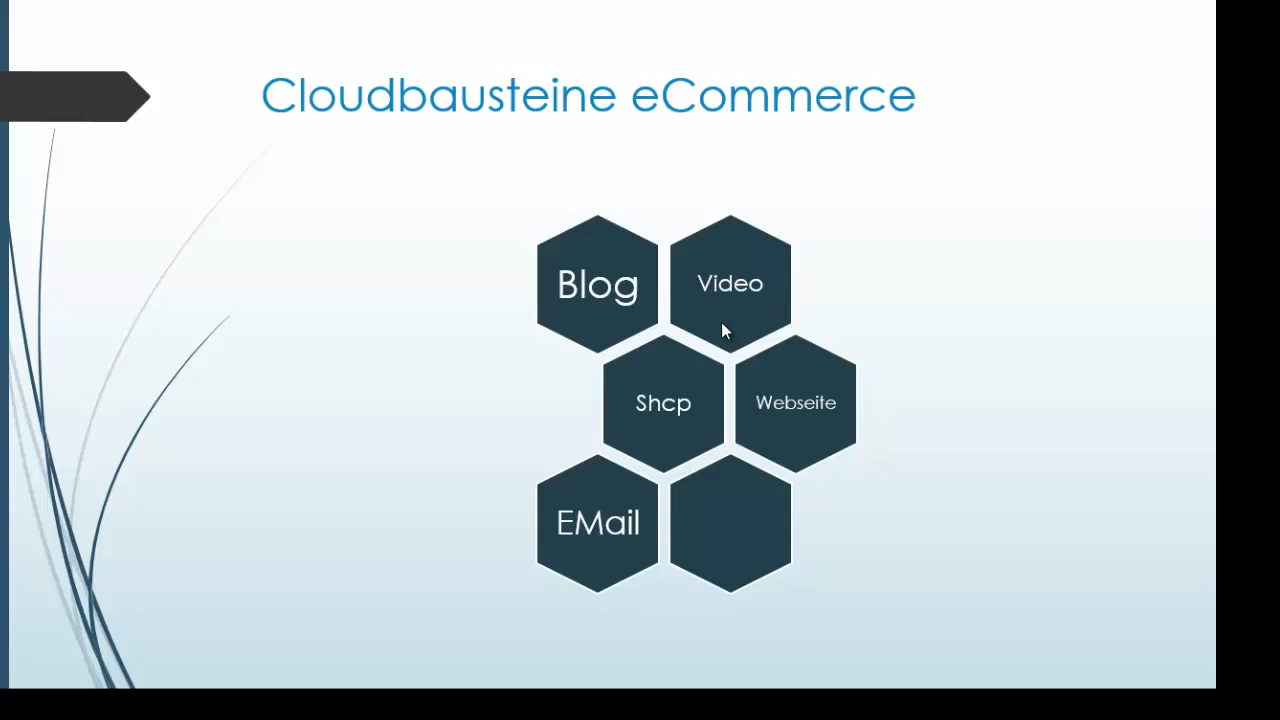 Cloudbausteine eCommerce
Blog
Video
Shcp
Webseite
EMail